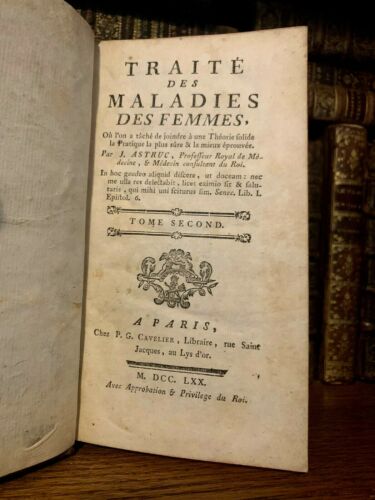 TRAITÉ
DES
MALADIES
DES FEMMES,
Où l'on a tâché de joindre à une Théorie solide
la Pratique la plus sûre & la mieux éprouvée.
Par J. ASTRUC, Professeur Royal de Mé-
decine, & Médecin consultant du Roi.
In hoc gaudeo aliquid discere, ut doceam: nec
me ulla res delectabit, licet eximia sit & salu-
taris, quam mihi uni sciturus sim. Senec. Lib. I.
Epistol. 6.
TOME SECOND.
A PARIS,
Chez P. G. CAVELIER, Libraire, rue Saint
Jacques, au Lys d'or.
M. DCC. LXX.
Avec Approbation & Privilege du Roi.